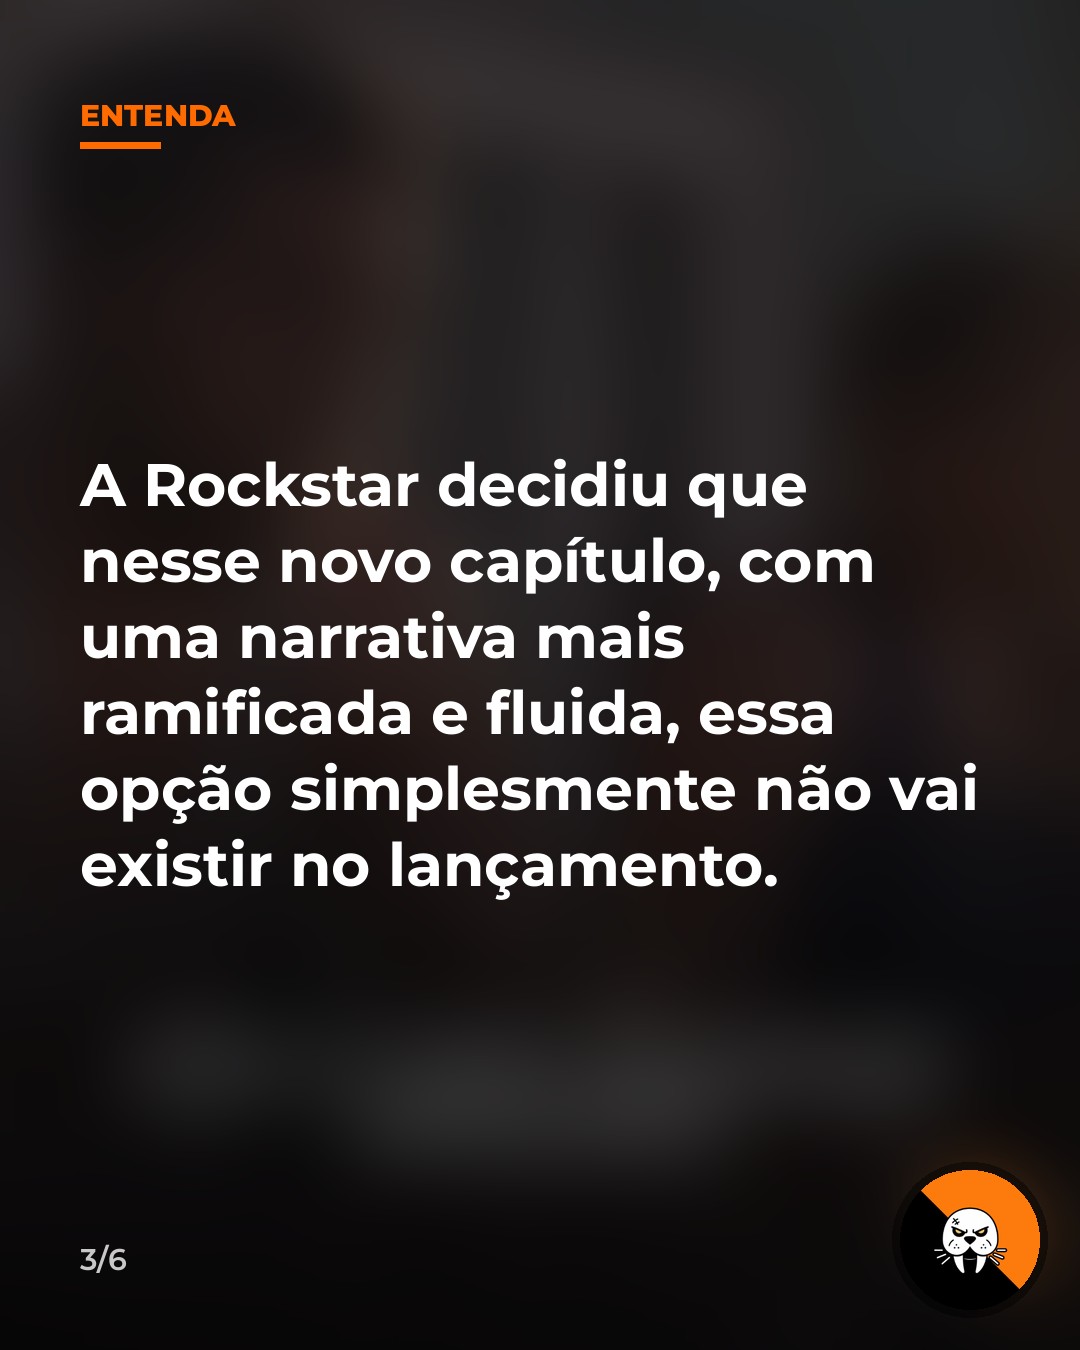 ENTENDA
A Rockstar decidiu que
nesse novo capítulo, com
uma narrativa mais
ramificada e fluida, essa
opção simplesmente não vai
existir no lançamento.
3/6